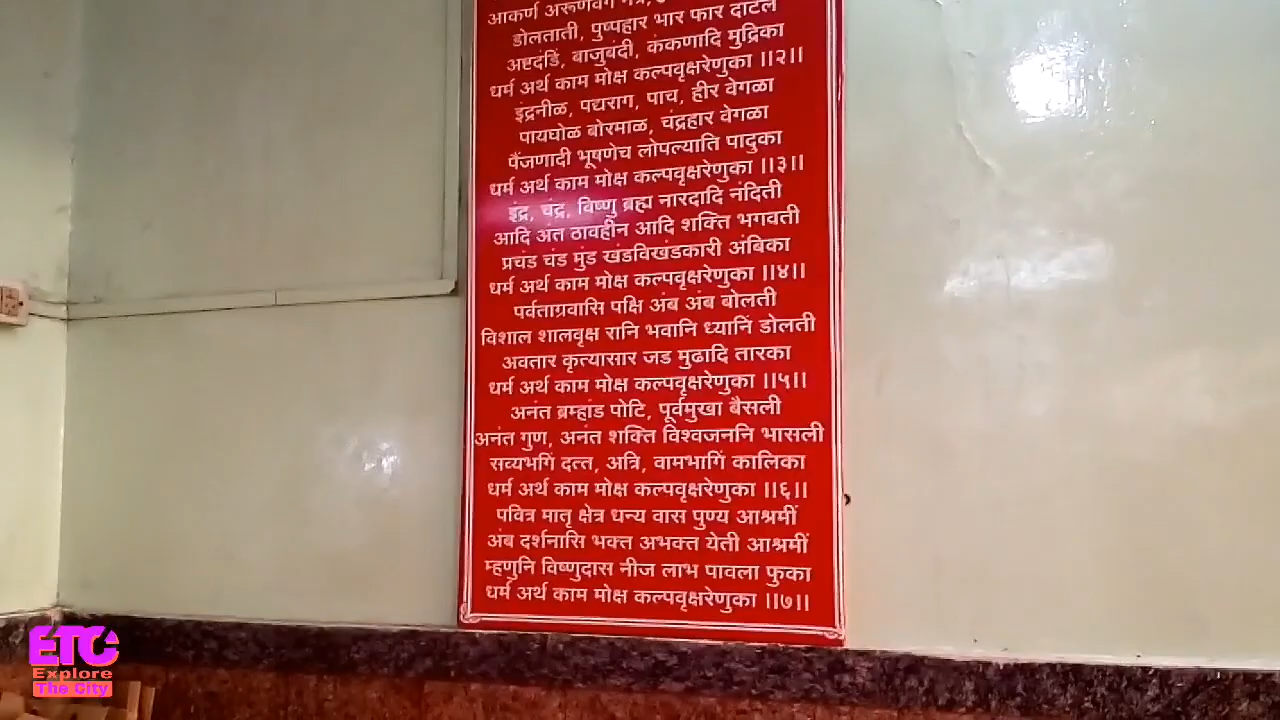 आकर्ण अरूणवर्ण नेत्र,
डोलताती, पुष्पहार भार फार दाटले
अष्टदंडिं, बाजुबंदी, कंकणादि मुद्रिका
धर्म अर्थ काम मोक्ष कल्पवृक्षरेणुका ।।२।।
इंद्रनीळ, पद्मराग, पाच, हीर वेगळा
पायघोळ बोरमाळ, चंद्रहार वेगळा
पैंजणादी भूषणेच लोपल्याति पादुका
धर्म अर्थ काम मोक्ष कल्पवृक्षरेणुका ।।३।।
इंद्र, चंद्र, विष्णु ब्रह्म नारदादि नंदिती
आदि अंत ठावहीन आदि शक्ति भगवती
प्रचंड चंड मुंड खंडविखंडकारी अंबिका
धर्म अर्थ काम मोक्ष कल्पवृक्षरेणुका ।।४।।
पर्वताग्रवासि पक्षि अंब अंब बोलती
विशाल शालवृक्ष रानि भवानि ध्यानिं डोलती
अवतार कृत्यासार जड मुढादि तारका
धर्म अर्थ काम मोक्ष कल्पवृक्षरेणुका ।।५।।
अनंत ब्रम्हांड पोटि, पूर्वमुखा बैसली
अनंत गुण, अनंत शक्ति विश्वजननि भासली
सव्यभगिं दत्त, अत्रि, वामभागिं कालिका
धर्म अर्थ काम मोक्ष कल्पवृक्षरेणुका ।।६।।
पवित्र मातृ क्षेत्र धन्य वास पुण्य आश्रमीं
अंब दर्शनासि भक्त अभक्त येती आश्रमीं
म्हणुनि विष्णुदास नीज लाभ पावला फुका
धर्म अर्थ काम मोक्ष कल्पवृक्षरेणुका ।।७।।
ETC
Explore
The City